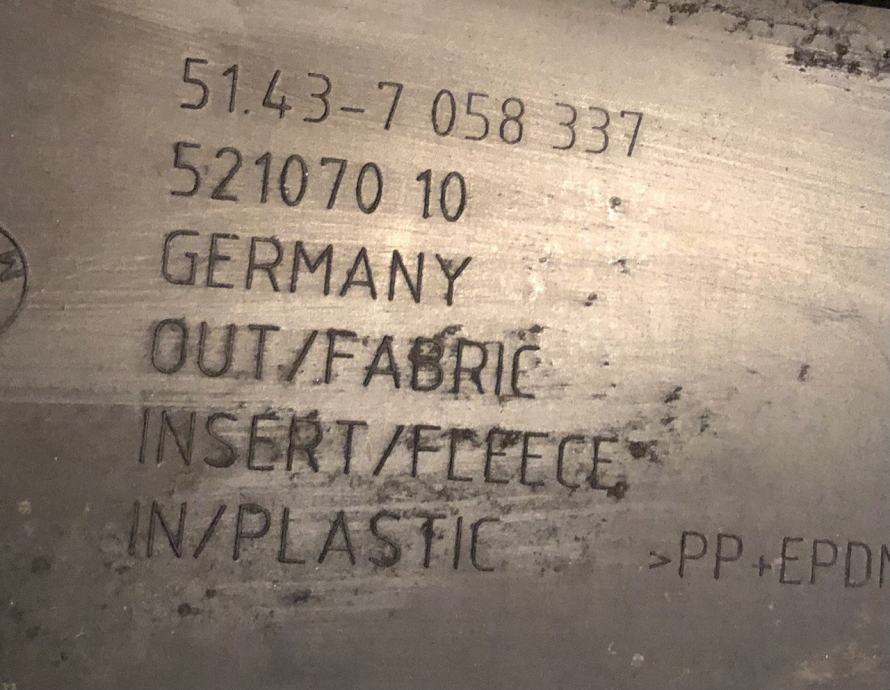 51.43-7 058 337
521070 10
GERMANY
OUT/FABRIC
INSERT/FLEECE
IN/PLASTIC
>PP+EPDM